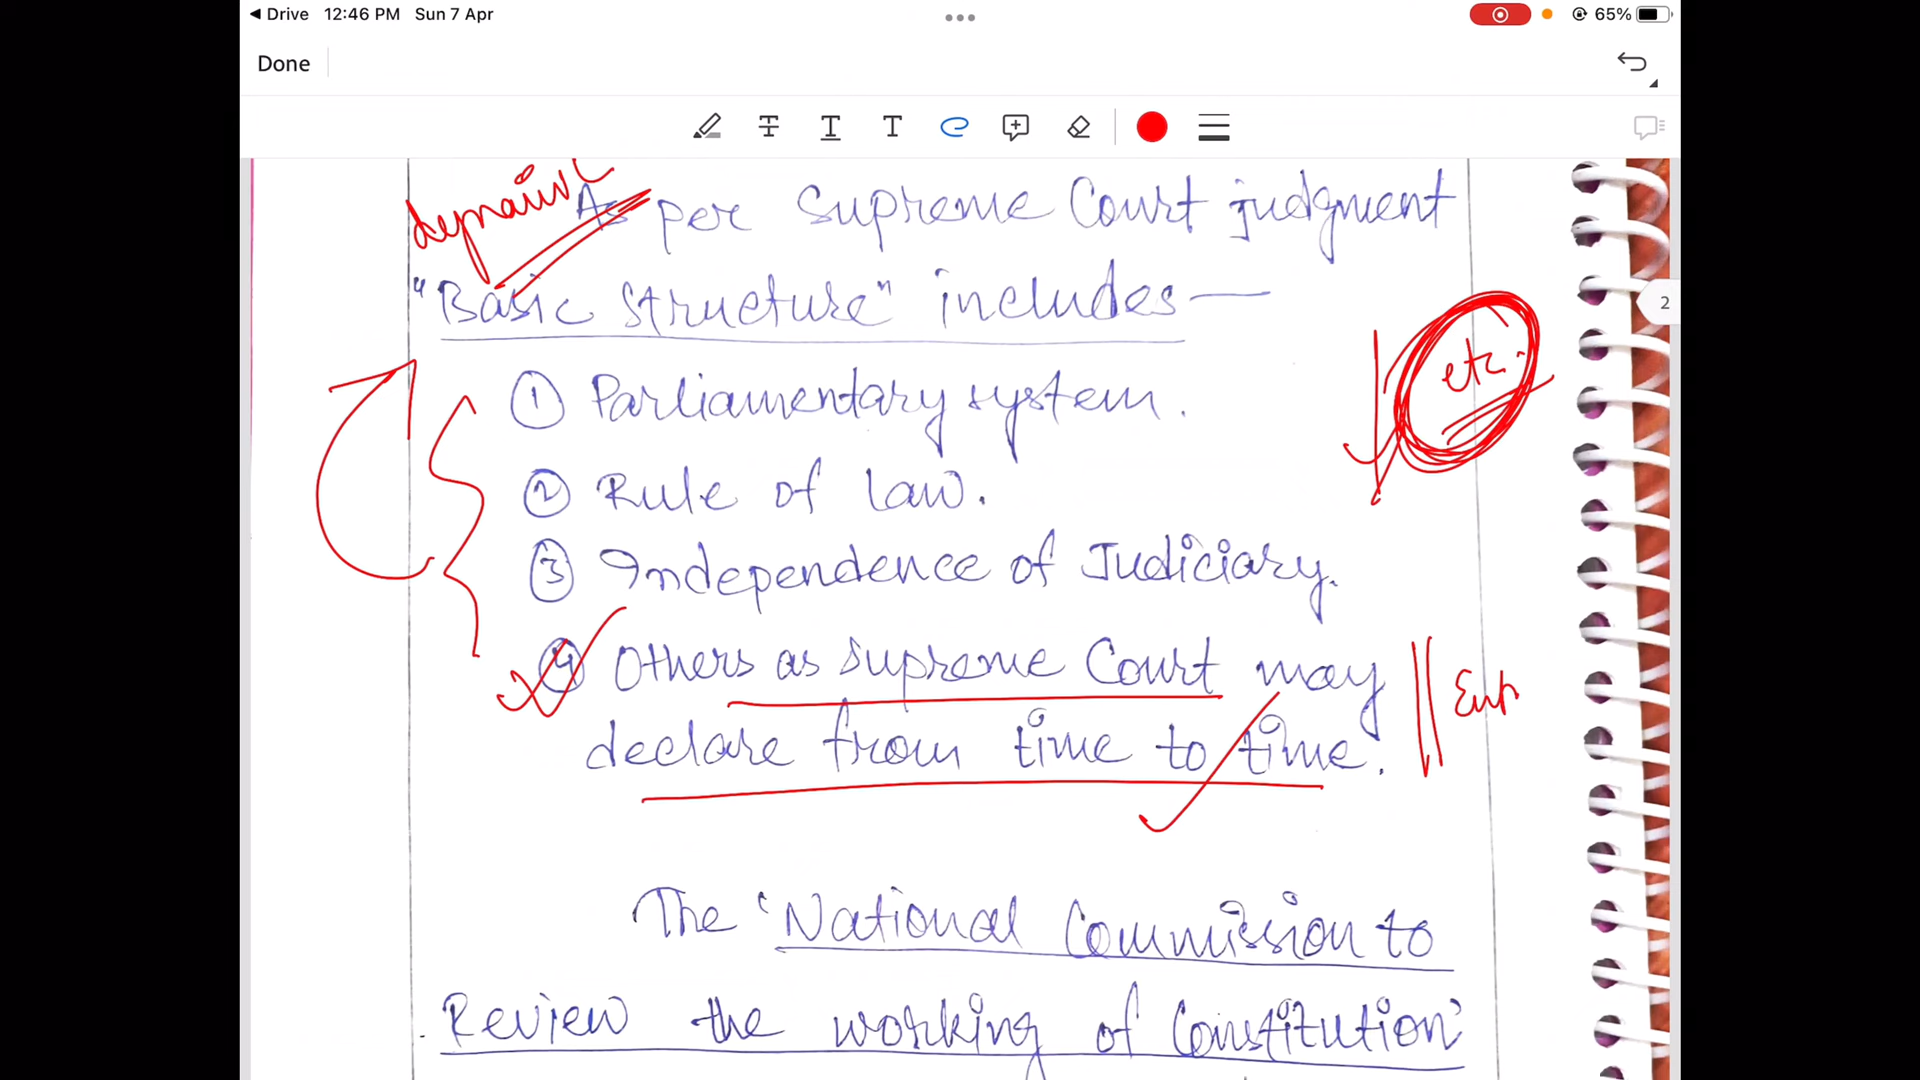 ◀ Drive 12:46 PM Sun 7 Apr
65%
Done
T T T
As per Supreme Court judgment
"Basic structure" includes —
2
etc.
① Parliamentary system.
② Rule of law.
③ Independence of Judiciary.
④ Others as Supreme Court may
declare from time to time.
The 'National Commission to
Review the working of Constitution'